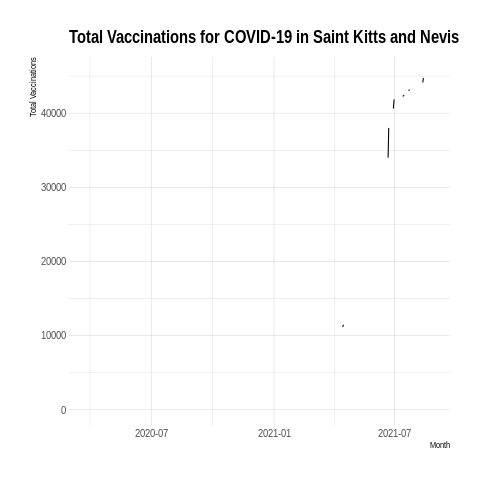 Total Vaccinations for COVID-19 in Saint Kitts and Nevis
Total Vaccinations
40000
30000
20000
10000
0
2020-07
2021-01
2021-07
Month